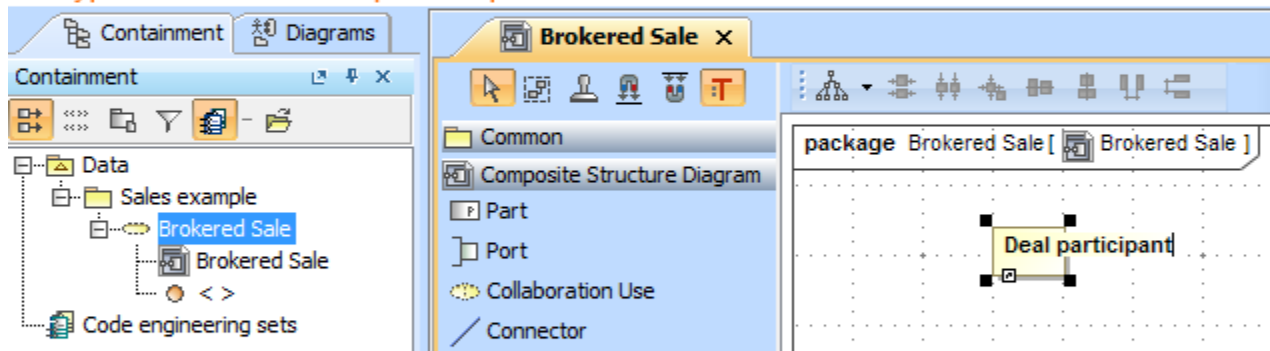 Containment
Diagrams
Containment
Data
Sales example
Brokered Sale
Brokered Sale
< >
Code engineering sets
Brokered Sale
:T
Common
Composite Structure Diagram
P Part
Port
Collaboration Use
Connector
package Brokered Sale [ Brokered Sale ]
Deal participant